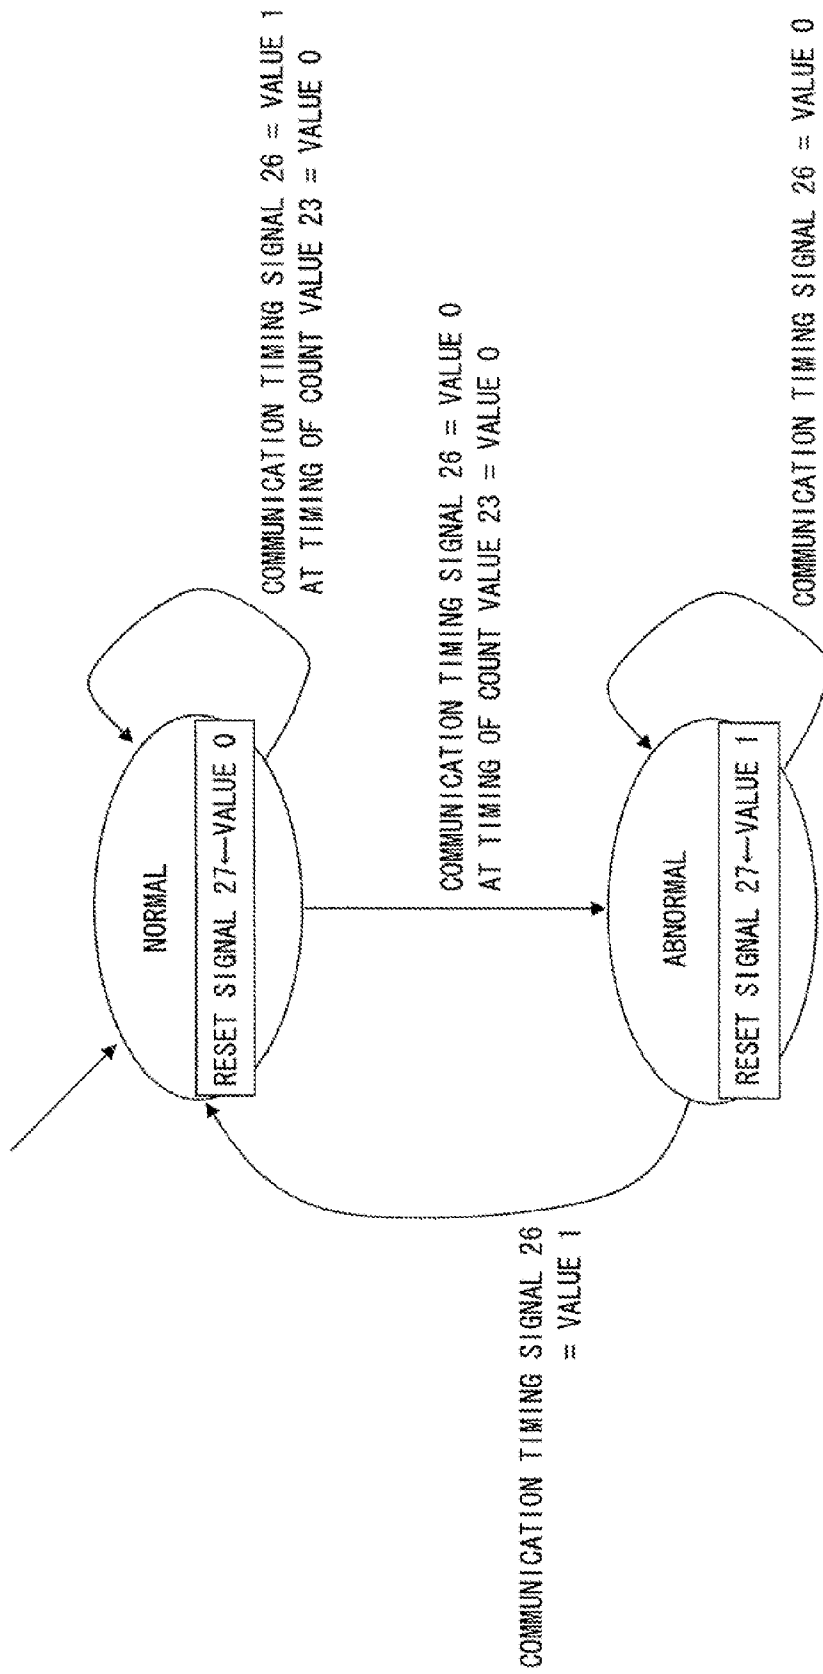 NORMAL
RESET SIGNAL 27←VALUE 0
COMMUNICATION TIMING SIGNAL 26 = VALUE 1
AT TIMING OF COUNT VALUE 23 = VALUE 0
COMMUNICATION TIMING SIGNAL 26 = VALUE 0
AT TIMING OF COUNT VALUE 23 = VALUE 0
COMMUNICATION TIMING SIGNAL 26
= VALUE 1
ABNORMAL
RESET SIGNAL 27←VALUE 1
COMMUNICATION TIMING SIGNAL 26 = VALUE 0